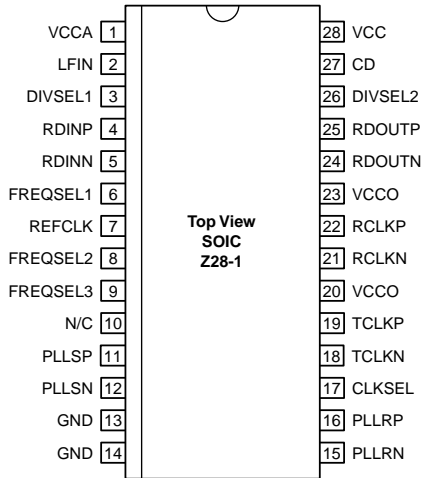 VCCA 1
LFIN 2
DIVSEL1 3
RDINP 4
RDINN 5
FREQSEL1 6
REFCLK 7
FREQSEL2 8
FREQSEL3 9
N/C 10
PLLSP 11
PLLSN 12
GND 13
GND 14
Top View
SOIC
Z28-1
28 VCC
27 CD
26 DIVSEL2
25 RDOUTP
24 RDOUTN
23 VCCO
22 RCLKP
21 RCLKN
20 VCCO
19 TCLKP
18 TCLKN
17 CLKSEL
16 PLLRP
15 PLLRN